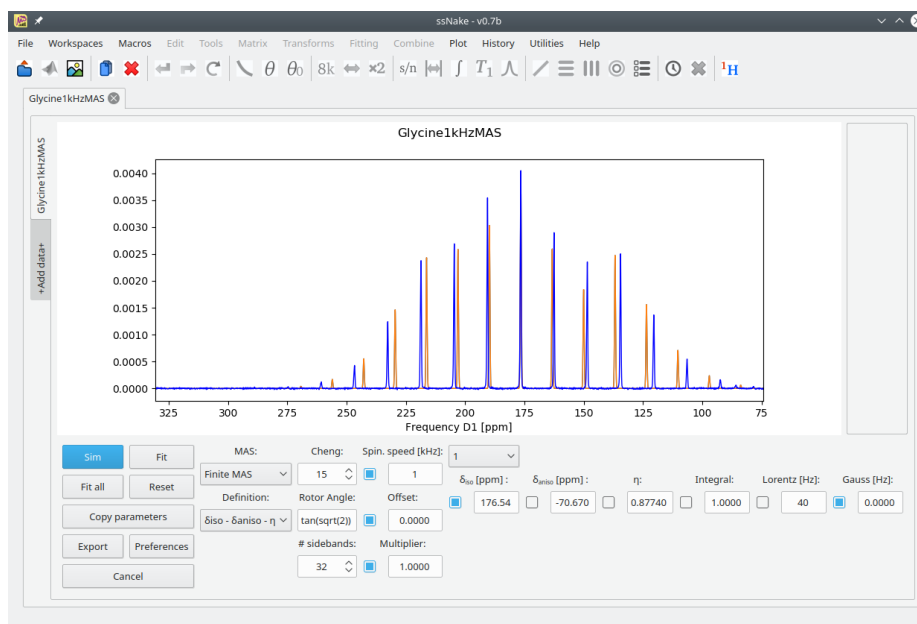 ssNake - v0.7b
File Workspaces Macros Edit Tools Matrix Transforms Fitting Combine Plot History Utilities Help
θ θ₀ 8k ×2 s/n ∫ T₁ ¹H
Glycine1kHzMAS
Glycine1kHzMAS
+Add data+
Glycine1kHzMAS
0.0040
0.0035
0.0030
0.0025
0.0020
0.0015
0.0010
0.0005
0.0000
325 300 275 250 225 200 175 150 125 100 75
Frequency D1 [ppm]
Sim Fit
Fit all Reset
Copy parameters
Export Preferences
Cancel
MAS: Cheng: Spin. speed [kHz]: 1
Finite MAS 15 1
Definition: Rotor Angle: Offset:
δiso - δaniso - η tan(sqrt(2)) 0.0000
# sidebands: Multiplier:
32 1.0000
δiso [ppm] : δaniso [ppm] : η: Integral: Lorentz [Hz]: Gauss [Hz]:
176.54 -70.670 0.87740 1.0000 40 0.0000